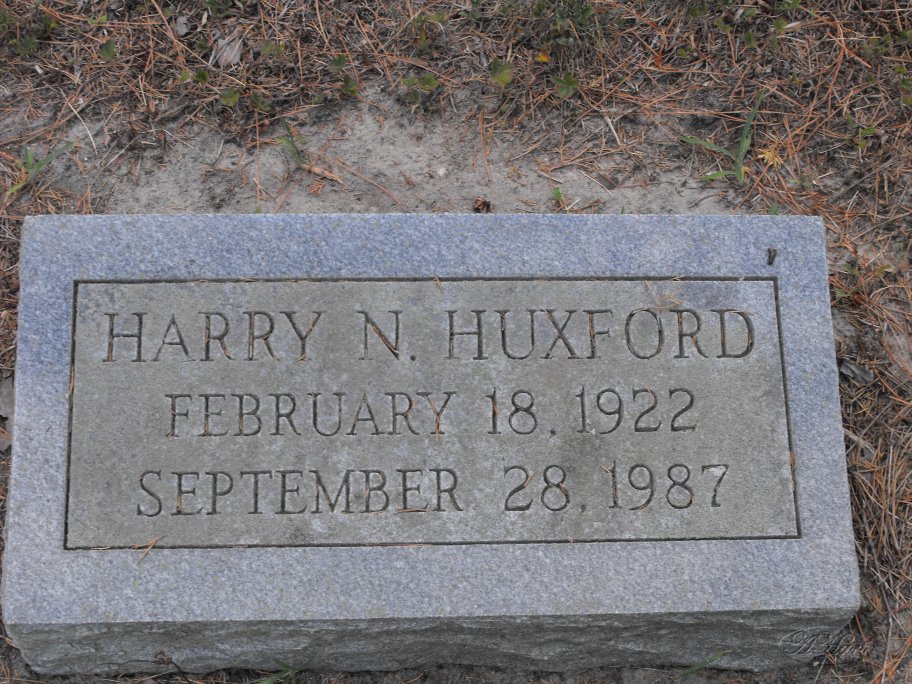 HARRY N. HUXFORD
FEBRUARY 18, 1922
SEPTEMBER 28, 1987